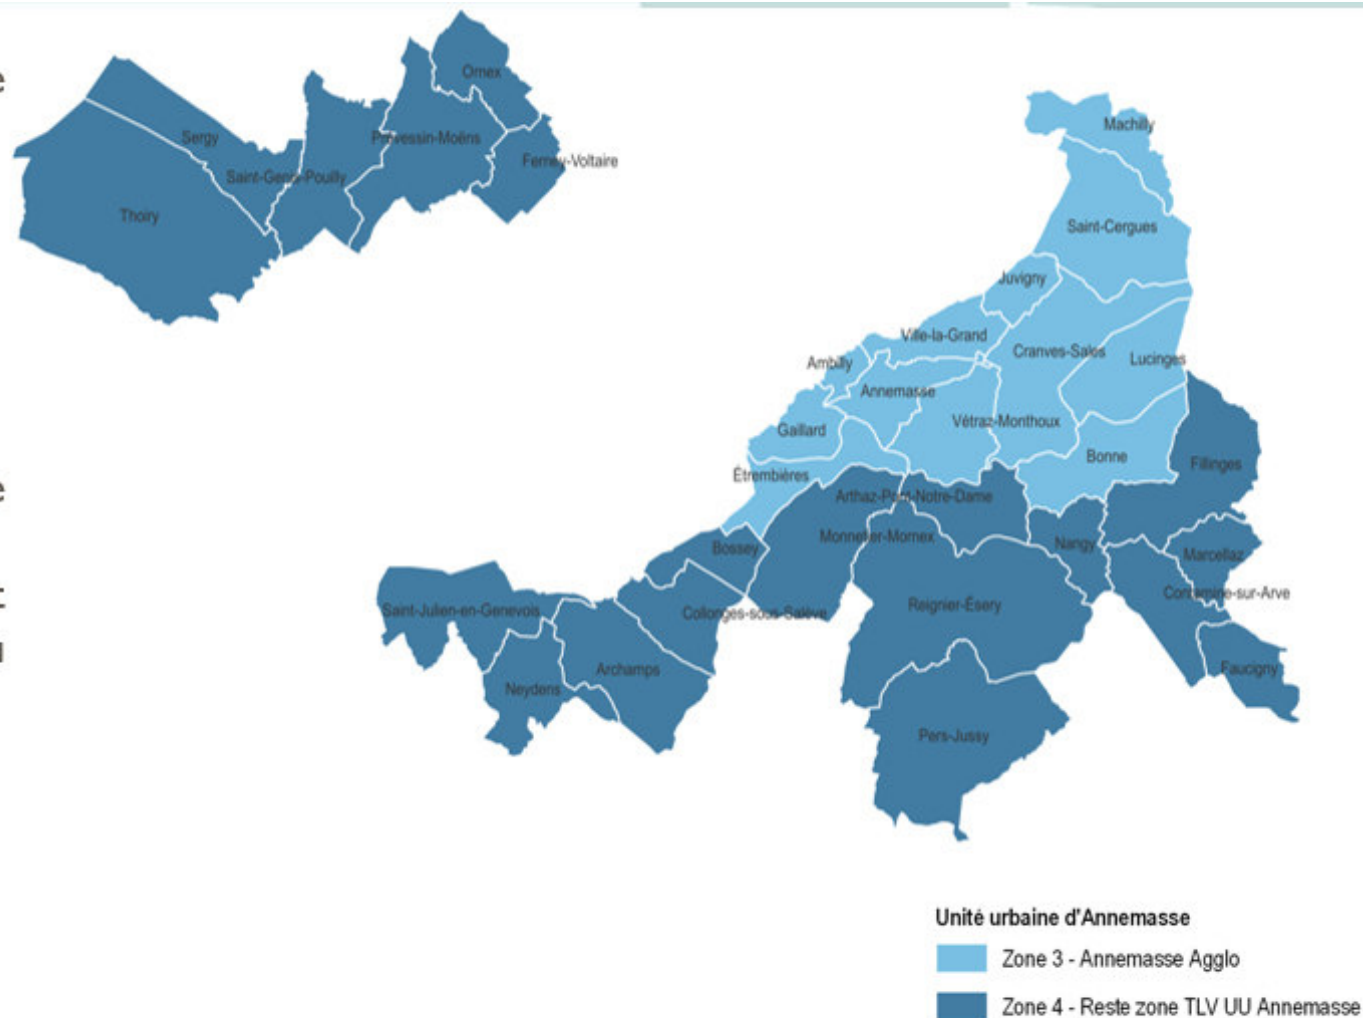 e
Ornex
Sergy
Prévessin-Moëns
Ferney-Voltaire
Saint-Genis-Pouilly
Thoiry
Machilly
Saint-Cergues
Juvigny
Ville-la-Grand
Cranves-Sales
Lucinges
Ambilly
Annemasse
Vétraz-Monthoux
Gaillard
Bonne
Fillinges
Étrembières
e
Arthaz-Pont-Notre-Dame
Monnetier-Mornex
Nangy
Bossey
Marcellaz
Contamine-sur-Arve
Saint-Julien-en-Genevois
Collonges-sous-Salève
Reignier-Ésery
t
Archamps
Faucigny
Neydens
Pers-Jussy
Unité urbaine d'Annemasse
Zone 3 - Annemasse Agglo
Zone 4 - Reste zone TLV UU Annemasse